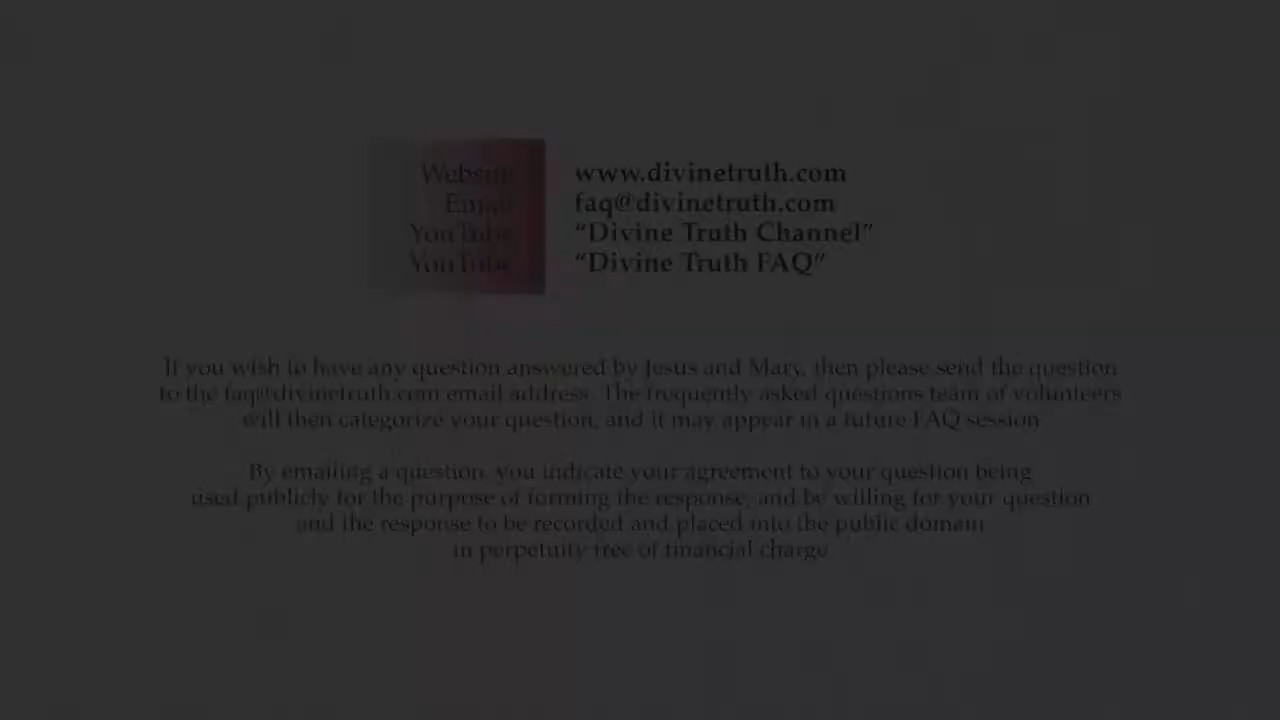 Website www.divinetruth.com
Email faq@divinetruth.com
YouTube “Divine Truth Channel”
YouTube “Divine Truth FAQ”
If you wish to have any question answered by Jesus and Mary, then please send the question
to the faq@divinetruth.com email address. The frequently asked questions team of volunteers
will then categorize your question, and it may appear in a future FAQ session
By emailing a question, you indicate your agreement to your question being
used publicly for the purpose of forming the response, and be willing for your question
and the response to be recorded and placed into the public domain
in perpetuity free of financial charge